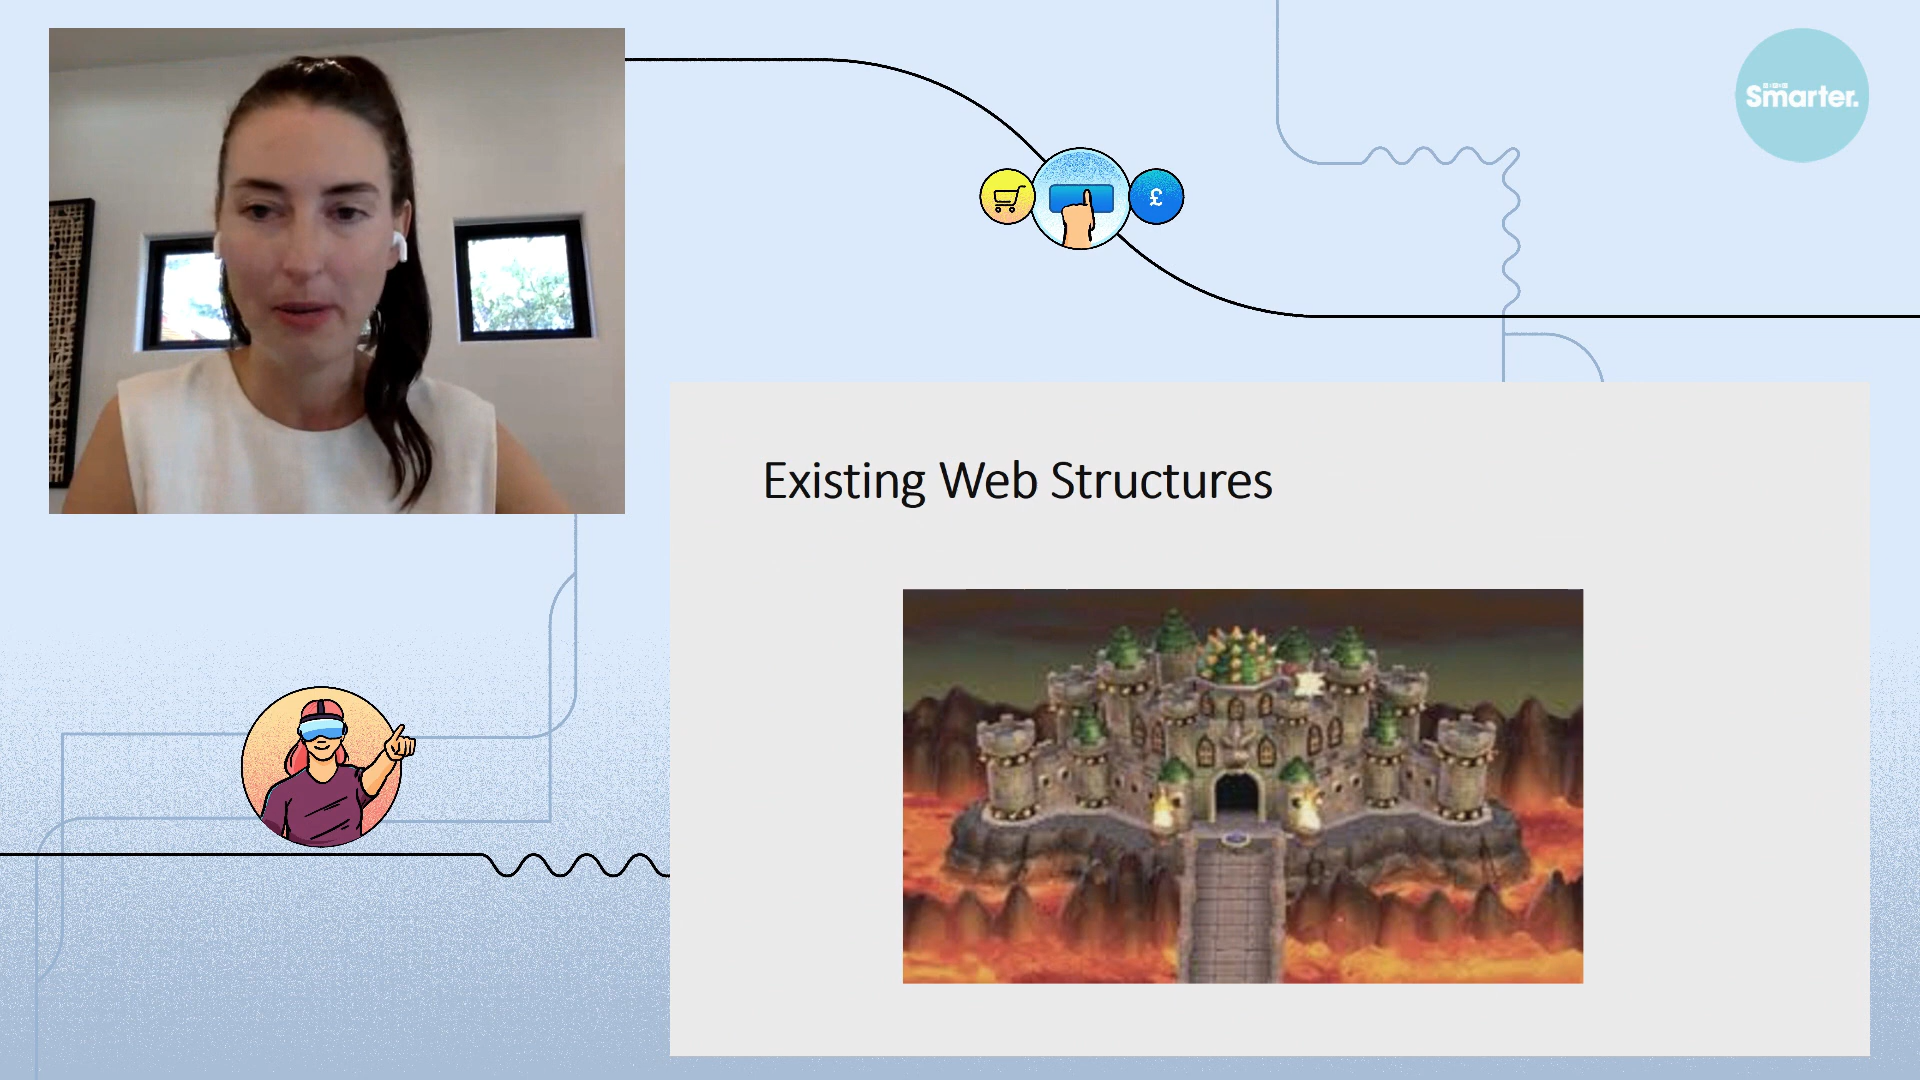 Smarter.
£
Existing Web Structures